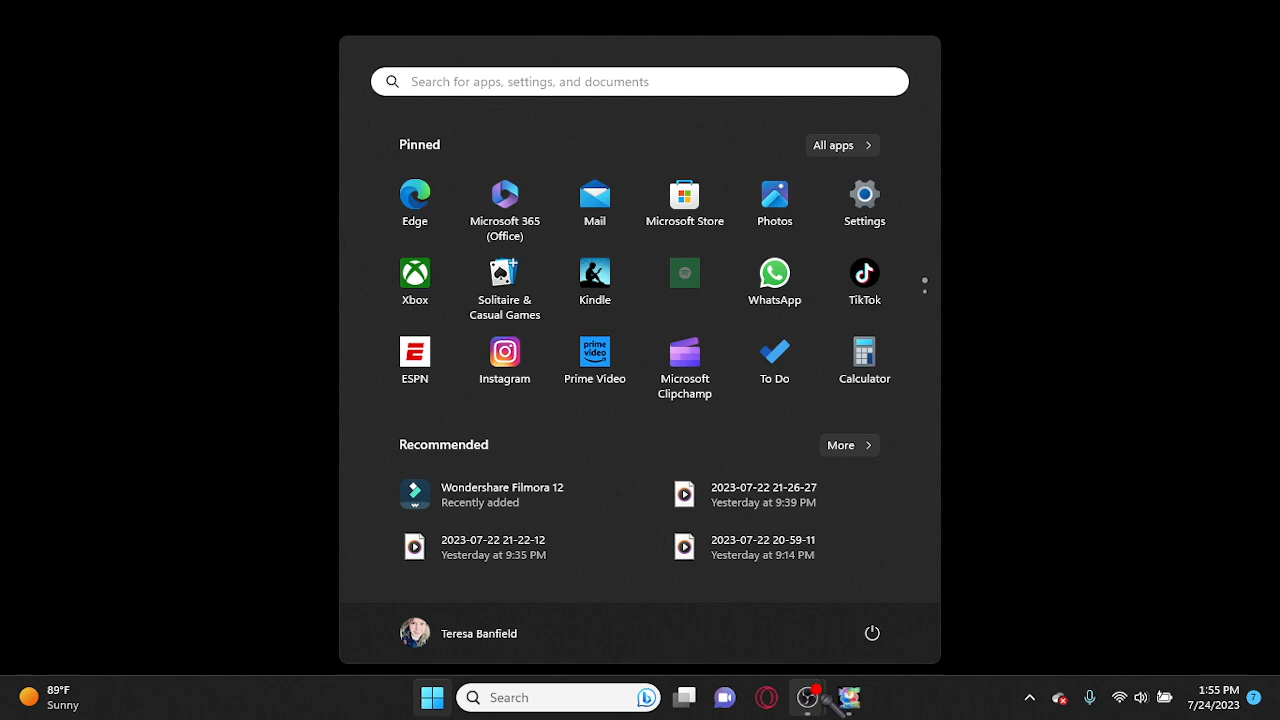 Search for apps, settings, and documents
Pinned
All apps
Edge
Microsoft 365
(Office)
Mail
Microsoft Store
Photos
Settings
Xbox
Solitaire &
Casual Games
Kindle
WhatsApp
TikTok
ESPN
Instagram
prime
video
Prime Video
Microsoft
Clipchamp
To Do
Calculator
Recommended
More
Wondershare Filmora 12
Recently added
2023-07-22 21-26-27
Yesterday at 9:39 PM
2023-07-22 21-22-12
Yesterday at 9:35 PM
2023-07-22 20-59-11
Yesterday at 9:14 PM
Teresa Banfield
89°F
Sunny
Search
:55 PM
7/24/2023
7